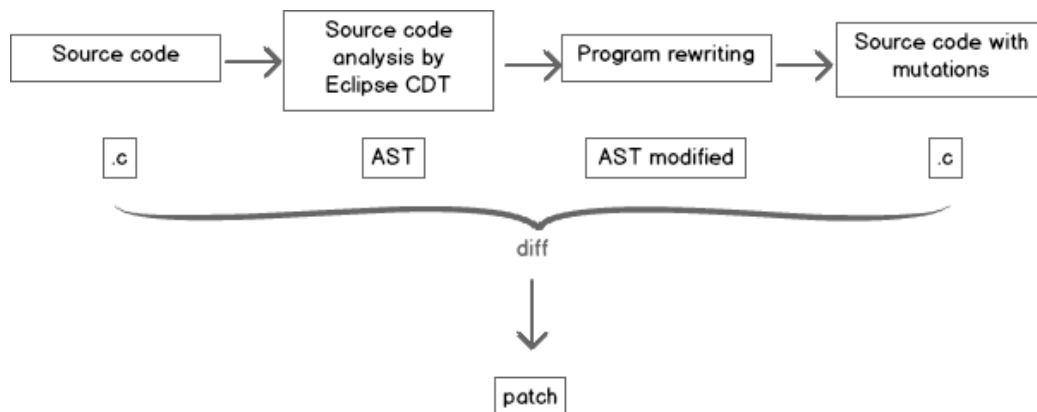 Source code
Source code
analysis by
Eclipse CDT
Program rewriting
Source code with
mutations
.c
AST
AST modified
.c
diff
patch